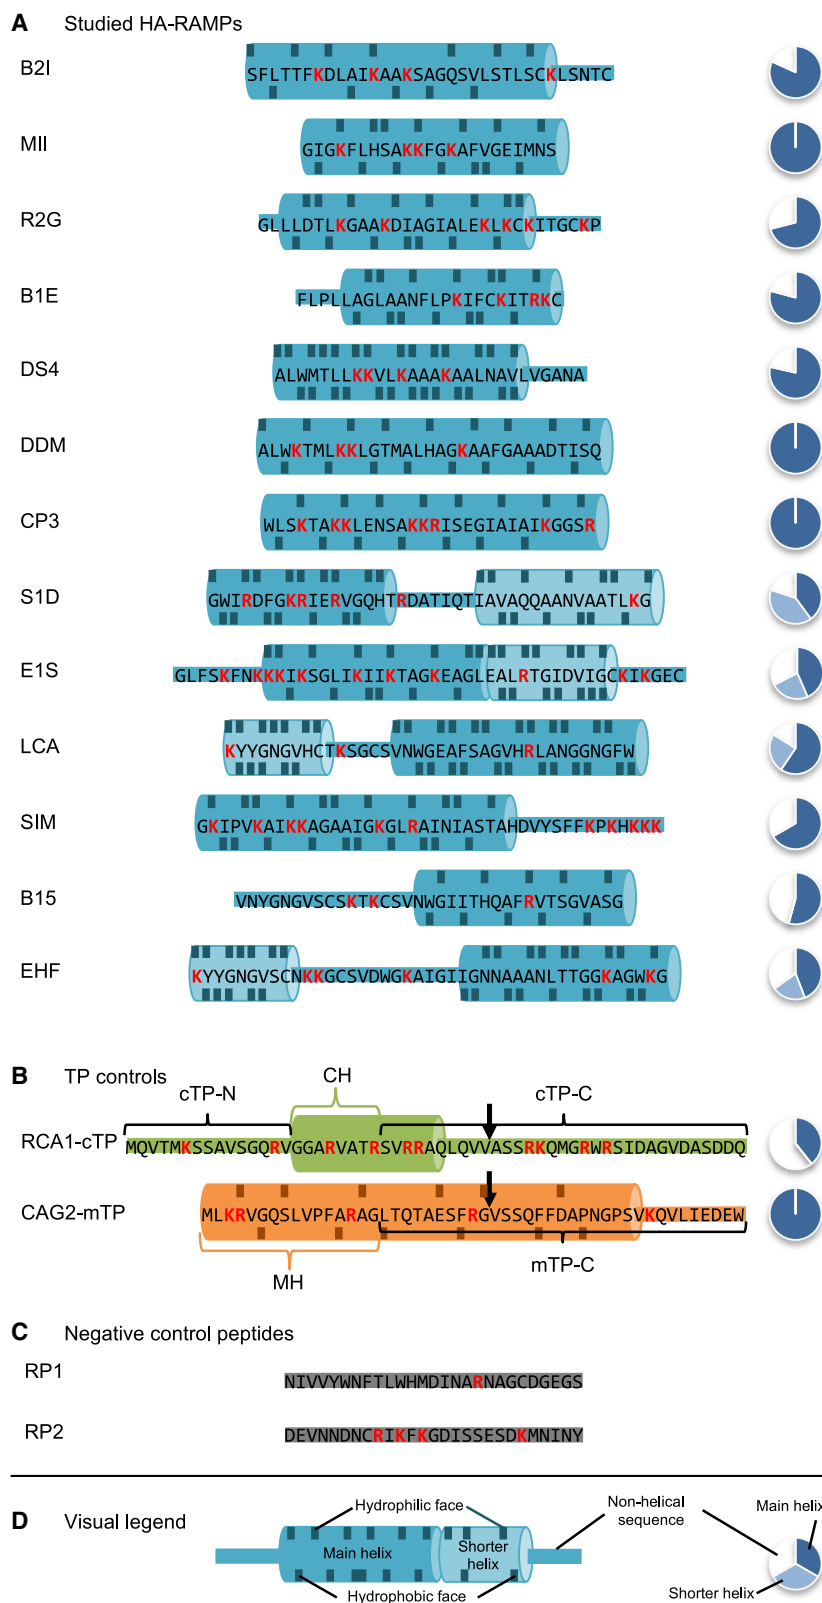 A Studied HA-RAMPs
B2I SFLTTFKDLAIKAAKSAGQSVLSTLSCKLSNTC
MII GIGKFLHSAKKFGKAFVGEIMNS
R2G GLLLDTLKGAAKDIAGIALEKLKCKITGCKP
B1E FLPLLAGLAANFLPKIFCKITRKC
DS4 ALWMTLLKKVLKAAAKAALNAVLVGANA
DDM ALWKTMLKKLGTMALHAGKAAFGAAADTISQ
CP3 WLSKTAKKLENSAKKRISEGIAIAIKGGSR
S1D GWIRDFGKRIERVGQHTRDATIQTIAVAQQAANVAATLKG
E1S GLFSKFNKKKIKSGLIKIIKTAGKEAGLEALRTGIDVIGCKIKGEC
LCA KYYGNGVHCTKSGCSVNWGEAFSAGVHRLANGGNGFW
SIM GKIPVKAIKKAGAAIGKGLRAINIASTAHDVYSFFKPKHKKK
B15 VNYGNGVSCSKTKCSVNWGIITHQAFRVTSGVASG
EHF KYYGNGVSCNKKGCSVDWGKAIGIIGNNAAANLTTGGKAGWKG
B TP controls
cTP-N CH cTP-C
RCA1-cTP MQVTMKSSAVSGQRVGGARVATRSVRRAQLQVVASSRKQMGRWRSIDAGVDASDDQ
CAG2-mTP MLKRVGQSLVPFARAGLTQTAESFRGVSSQFFDAPNGPSVKQVLIEDEW
MH mTP-C
C Negative control peptides
RP1 NIVVYWNFTLWHMDINARNAGCDGEGS
RP2 DEVNNDNCRIKFKGDISSESDKMNINY
D Visual legend
Hydrophilic face
Main helix
Shorter helix
Hydrophobic face
Non-helical sequence
Main helix
Shorter helix